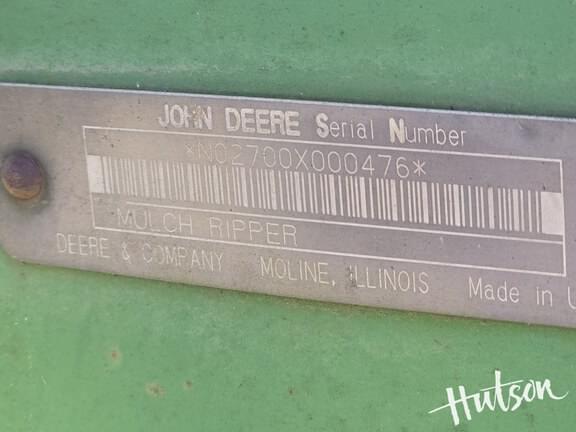 JOHN DEERE Serial Number
*N02700X000476*
MULCH RIPPER
DEERE & COMPANY MOLINE, ILLINOIS Made in U
Hutson